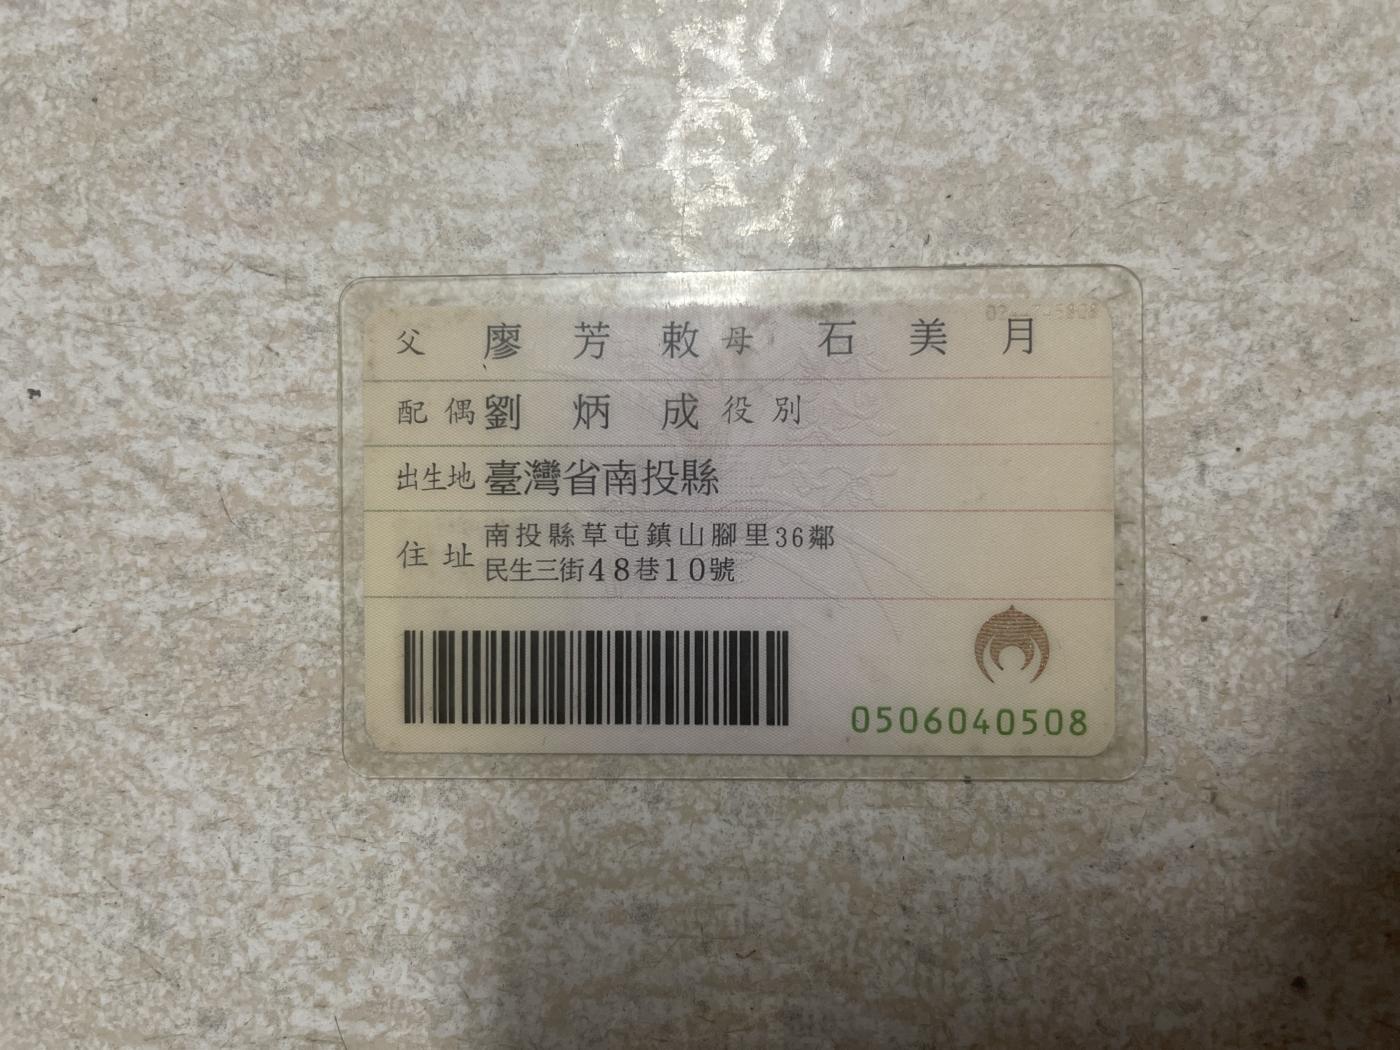 父 廖芳敕 母 石美月
配偶 劉炳成 役別
出生地 臺灣省南投縣
住址 南投縣草屯鎮山腳里36鄰
民生三街48巷10號
0506040508